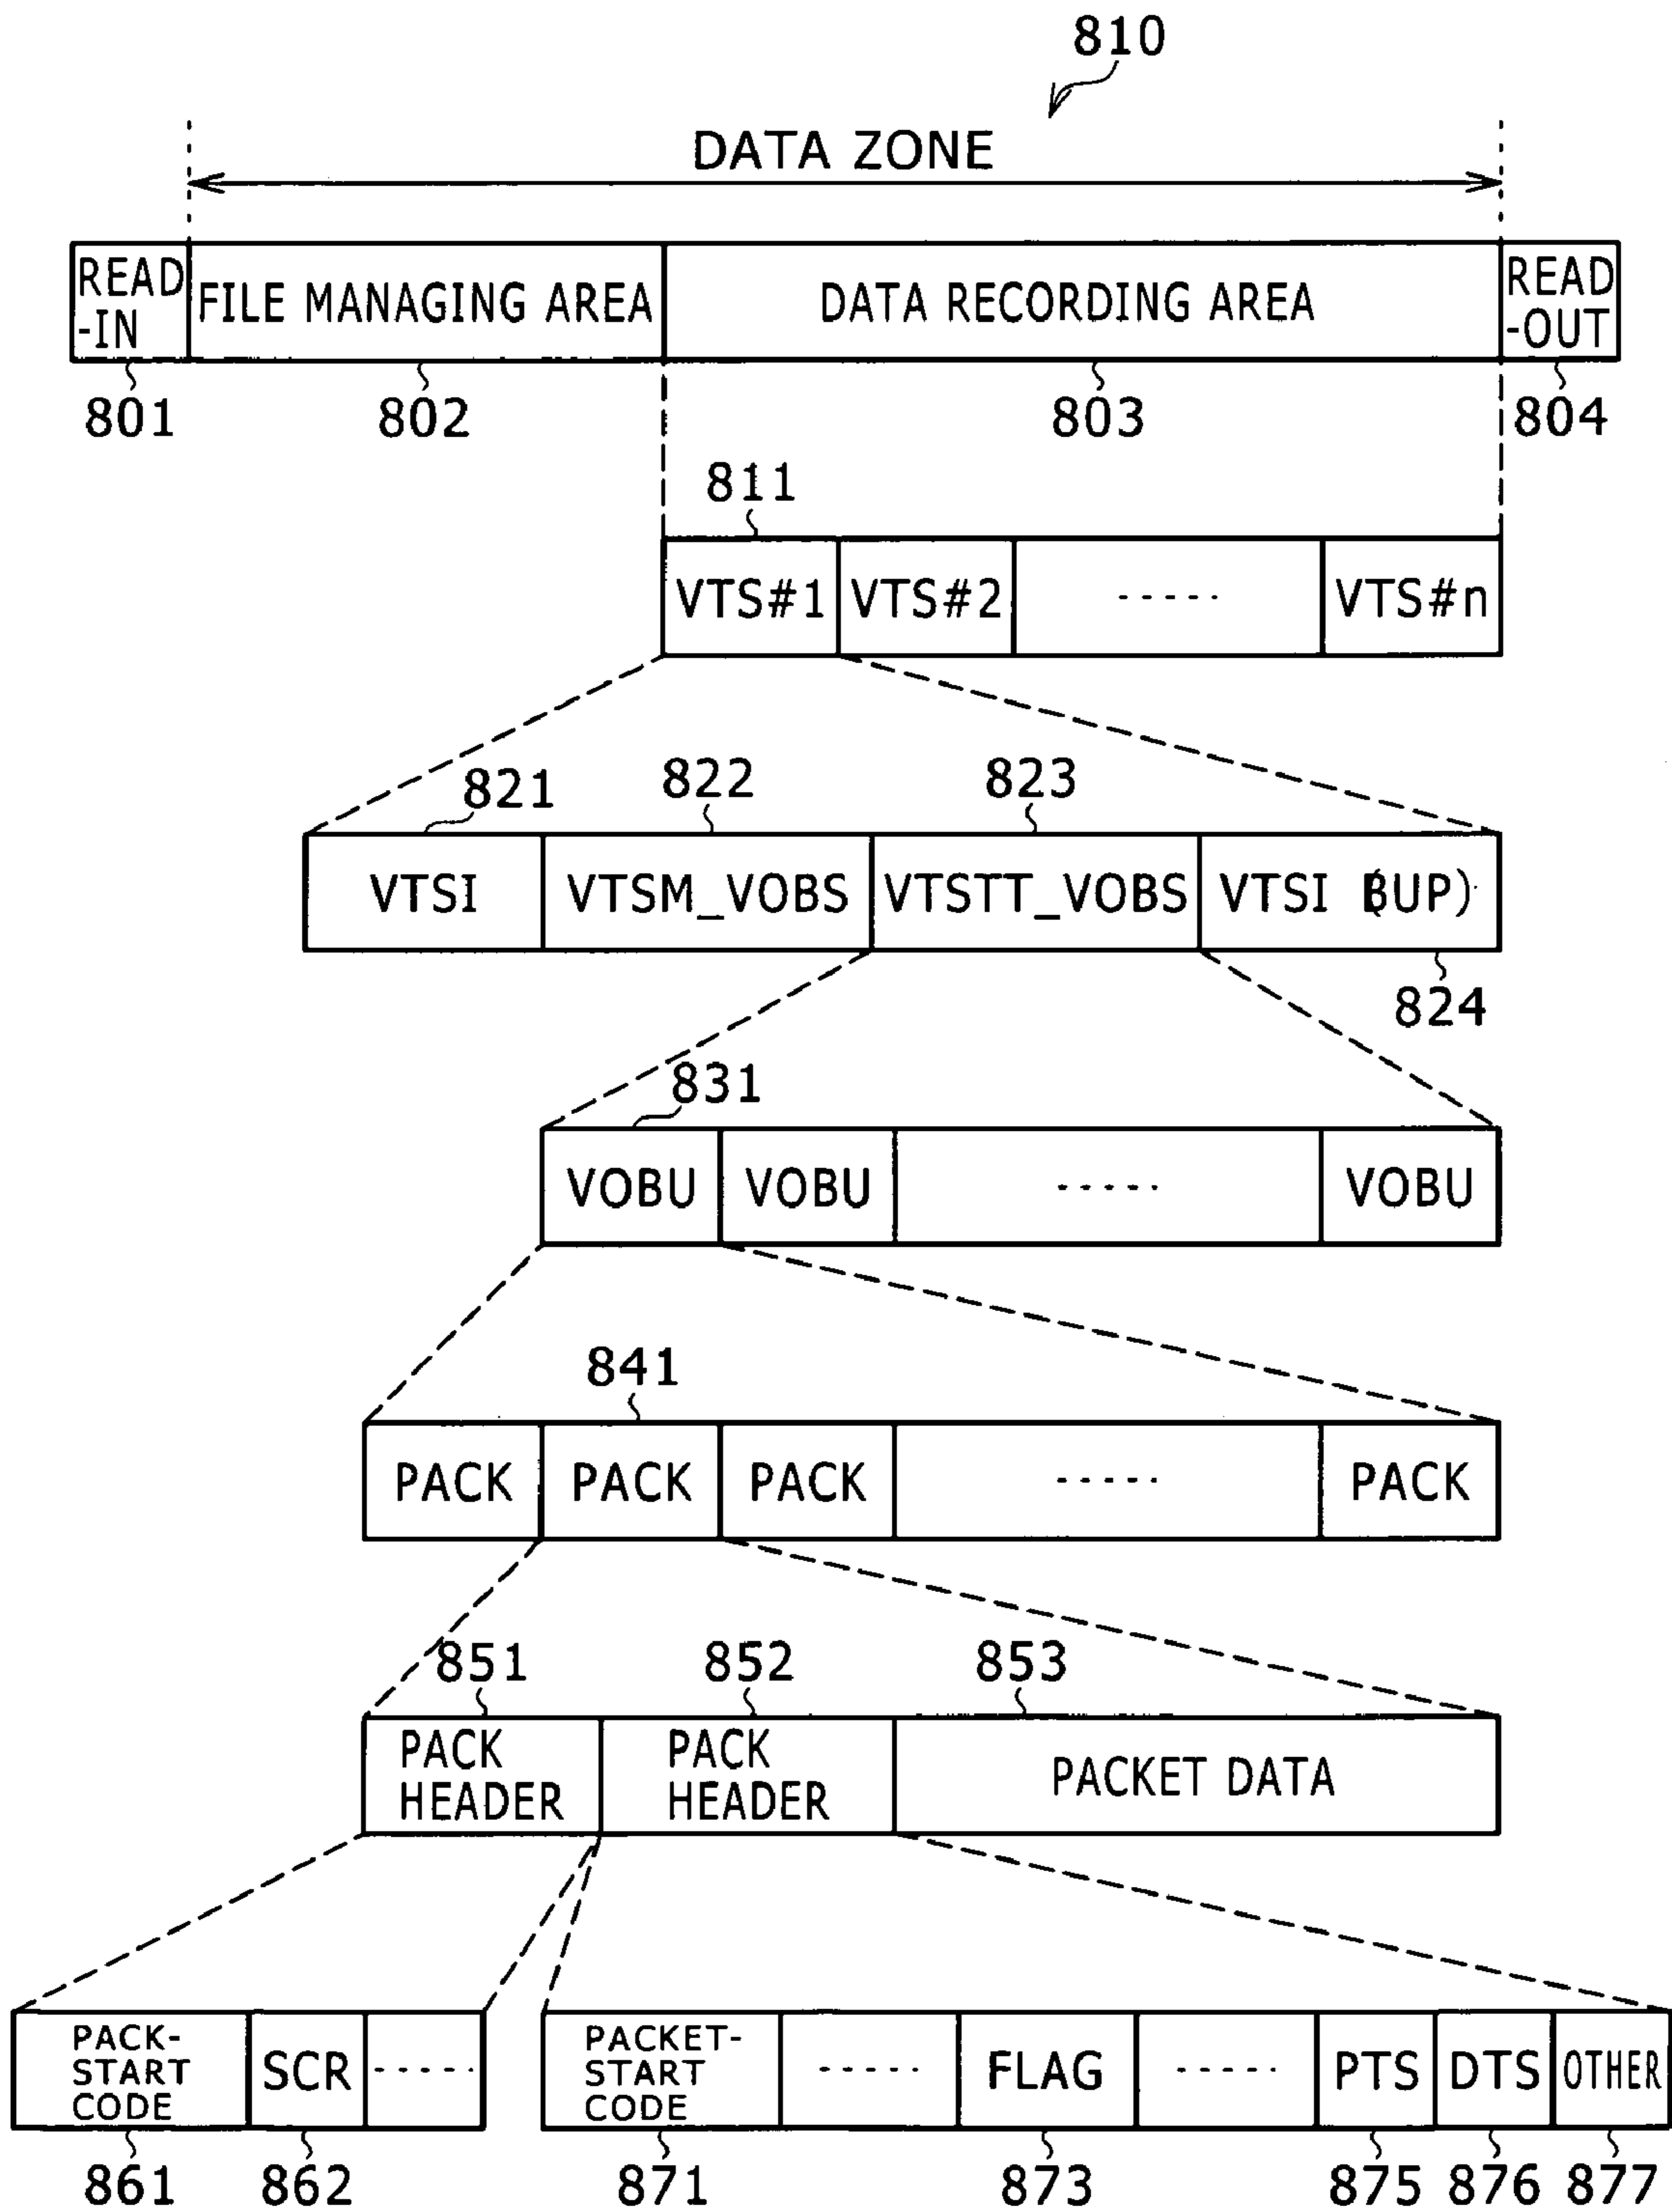 810
DATA ZONE
READ
-IN
FILE MANAGING AREA
DATA RECORDING AREA
READ
-OUT
801
802
803
804
811
VTS#1
VTS#2
-----
VTS#n
821
822
823
VTSI
VTSM_VOBS
VTSTT_VOBS
VTSI (BUP)
824
831
VOBU
VOBU
-----
VOBU
841
PACK
PACK
PACK
-----
PACK
851
852
853
PACK
HEADER
PACK
HEADER
PACKET DATA
PACK-
START
CODE
SCR
-----
PACKET-
START
CODE
-----
FLAG
-----
PTS
DTS
OTHER
861
862
871
873
875
876
877